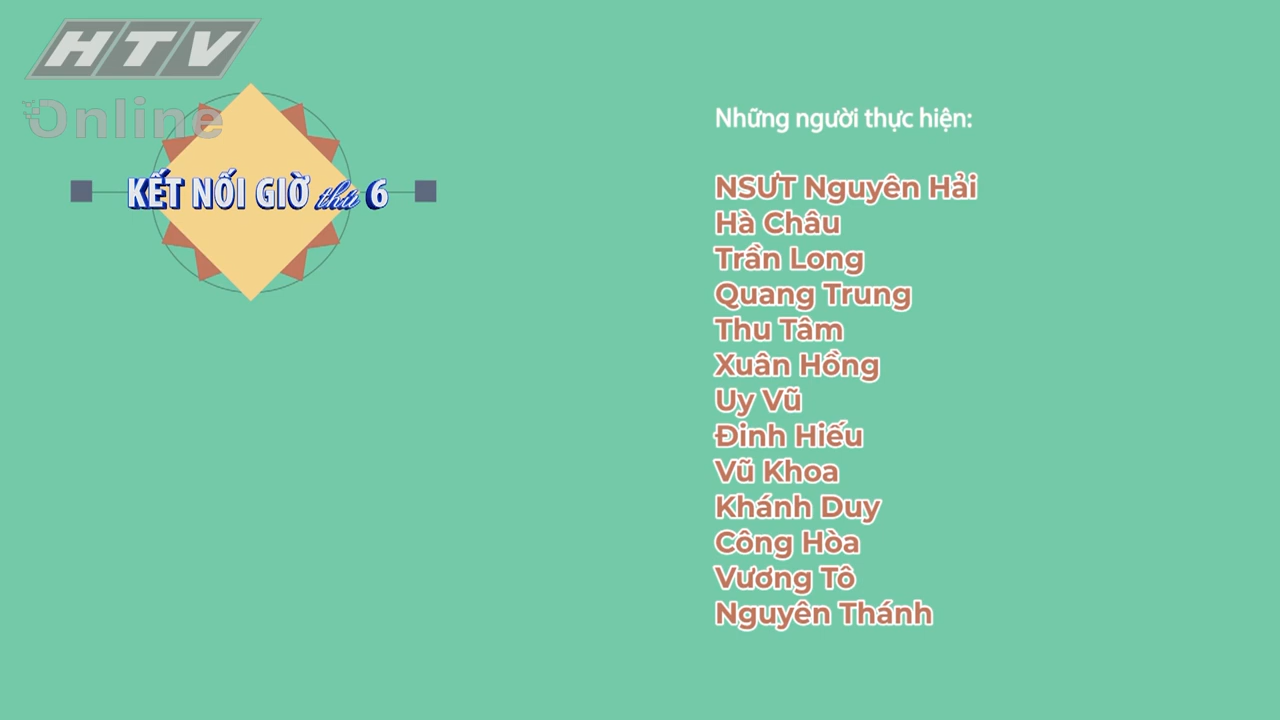 HTV
Online
KẾT NỐI GIỜ thứ 6
Những người thực hiện:
NSƯT Nguyên Hải
Hà Châu
Trần Long
Quang Trung
Thu Tâm
Xuân Hồng
Uy Vũ
Đinh Hiếu
Vũ Khoa
Khánh Duy
Công Hòa
Vương Tô
Nguyên Thánh